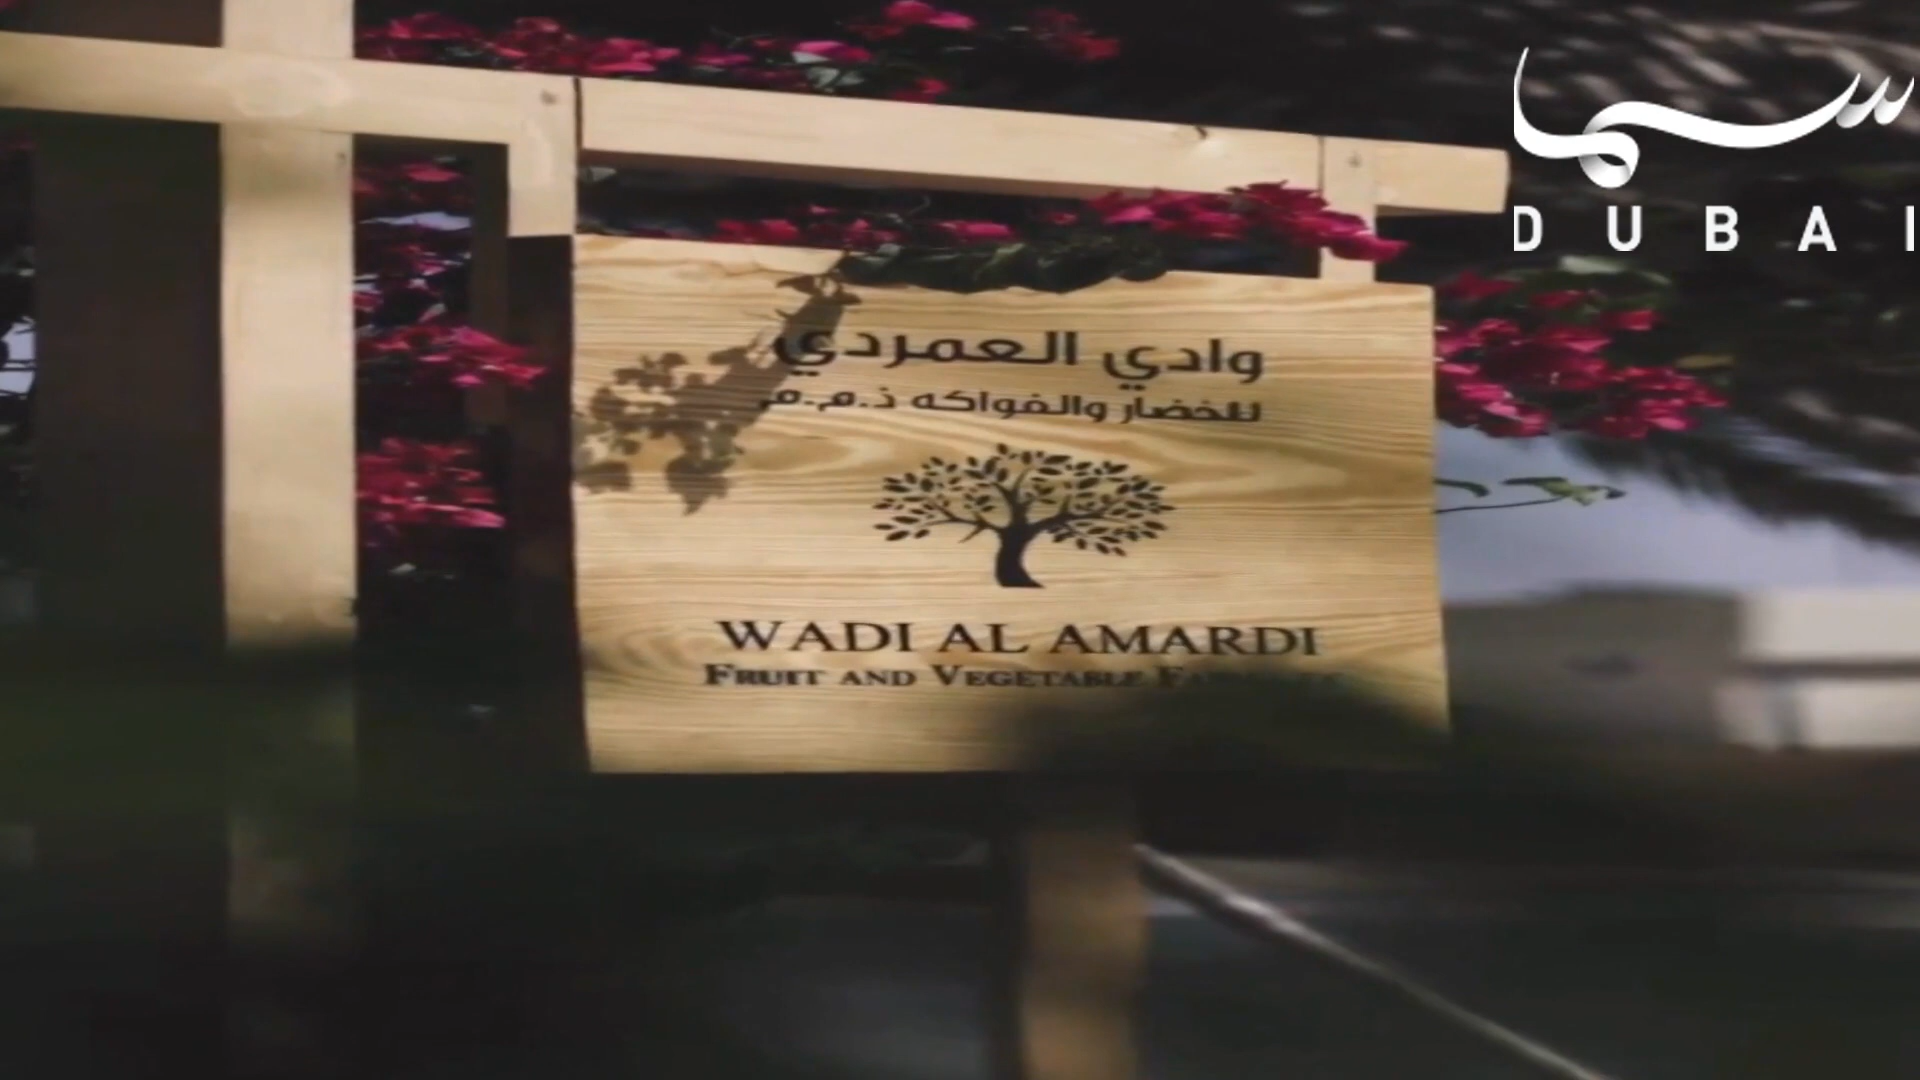 سما
DUBAI
وادي العمردي
للخضار والفواكه ذ.م.م.
WADI AL AMARDI
FRUIT AND VEGETABLE